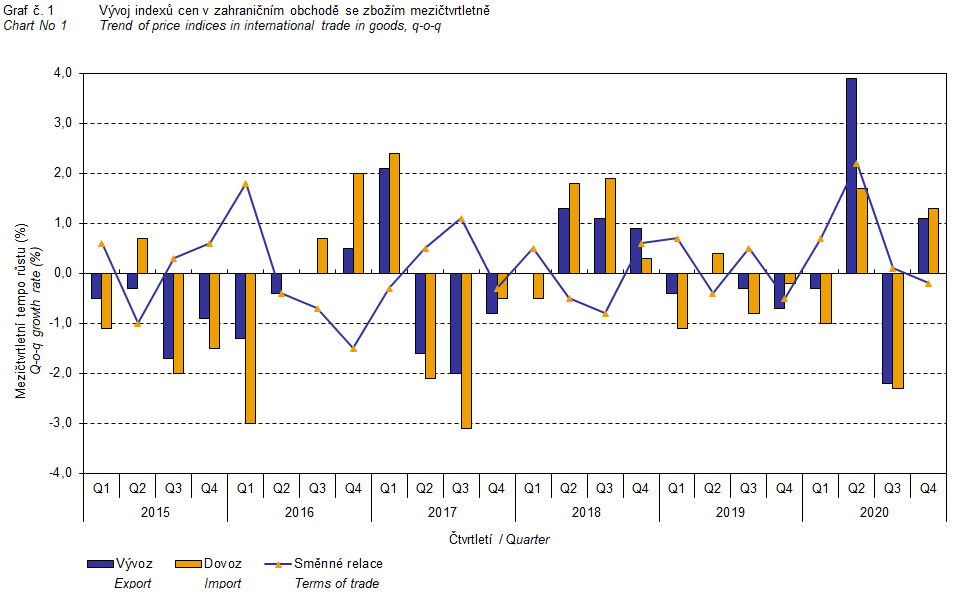 Graf č. 1 Vývoj indexů cen v zahraničním obchodě se zbožím mezičtvrtletně
Chart No 1 Trend of price indices in international trade in goods, q-o-q
4,0
3,0
2,0
1,0
0,0
-1,0
-2,0
-3,0
-4,0
Mezičtvrtletní tempo růstu (%)
Q-o-q growth rate (%)
Q1 Q2 Q3 Q4 Q1 Q2 Q3 Q4 Q1 Q2 Q3 Q4 Q1 Q2 Q3 Q4 Q1 Q2 Q3 Q4 Q1 Q2 Q3 Q4
2015 2016 2017 2018 2019 2020
Čtvrtletí / Quarter
Vývoz Dovoz Směnné relace
Export Import Terms of trade